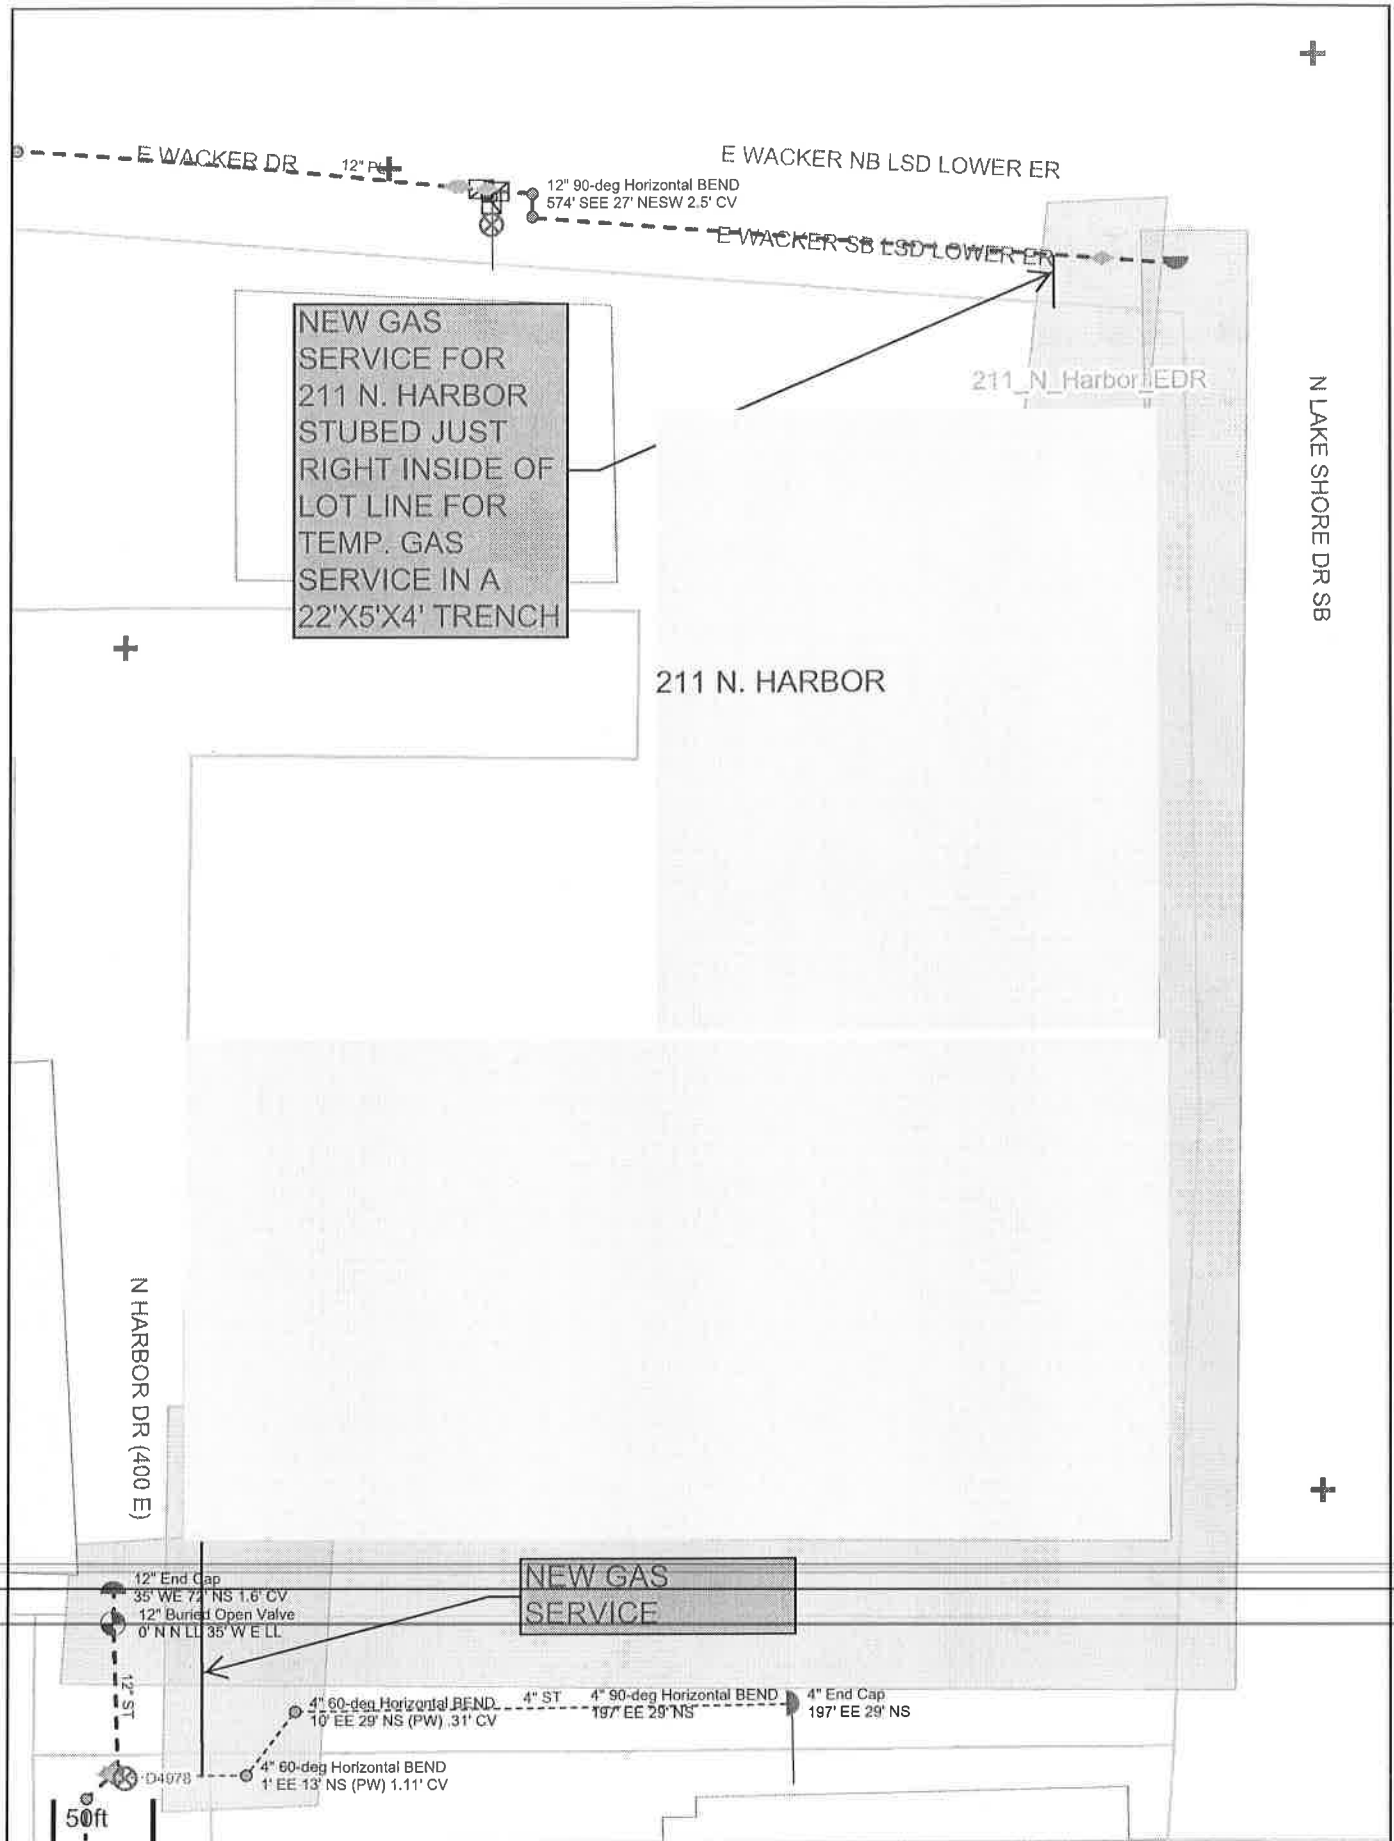 E WACKER DR
12"
E WACKER NB LSD LOWER ER
12" 90-deg Horizontal BEND
574' SEE 27' NESW 2.5' CV
E WACKER SB LSD LOWER ER
NEW GAS
SERVICE FOR
211 N. HARBOR
STUBED JUST
RIGHT INSIDE OF
LOT LINE FOR
TEMP. GAS
SERVICE IN A
22'X5'X4' TRENCH
211_N_Harbor_EDR
N LAKE SHORE DR SB
211 N. HARBOR
N HARBOR DR (400 E)
NEW GAS
SERVICE
12" End Cap
35' WE 72' NS 1.6' CV
12" Buried Open Valve
0' N N LL 35' W E LL
12" ST
4" 60-deg Horizontal BEND
10' EE 29' NS (PW) .31' CV
4" ST
4" 90-deg Horizontal BEND
197' EE 29' NS
4" End Cap
197' EE 29' NS
D4978
4" 60-deg Horizontal BEND
1' EE 13' NS (PW) 1.11' CV
50ft